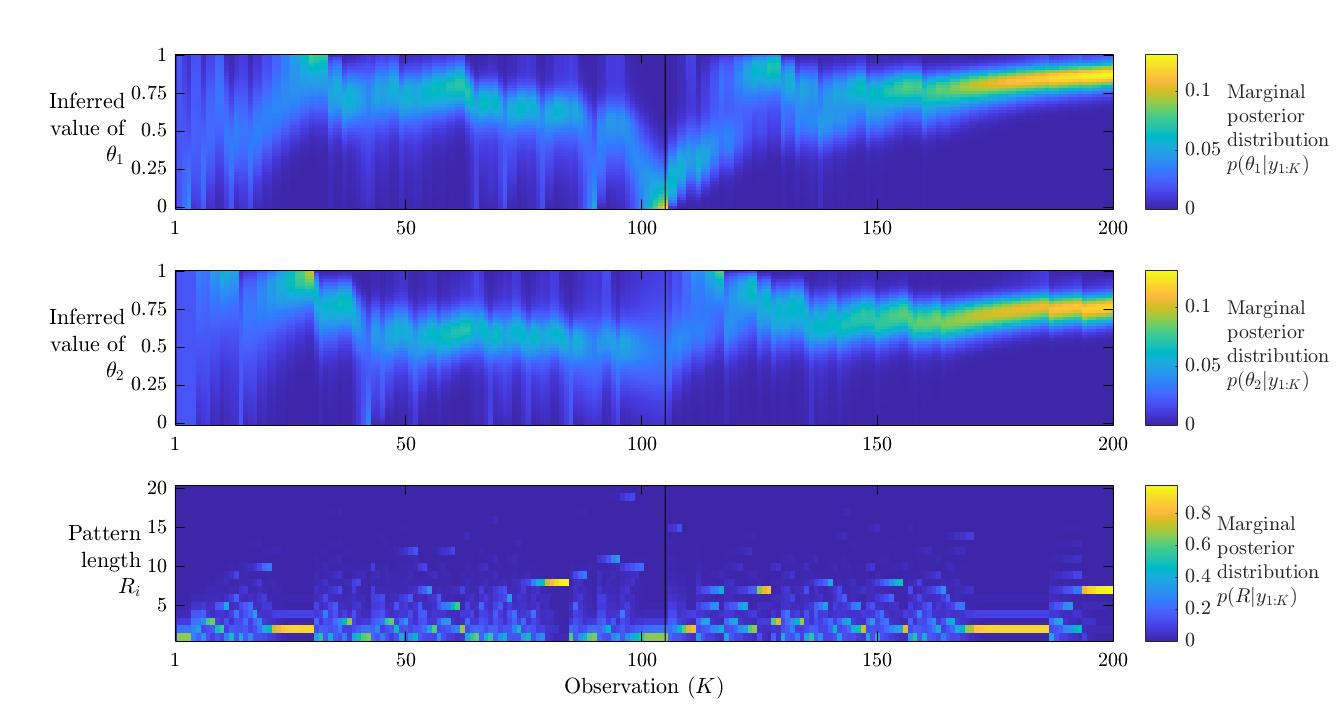 1
0.75
0.5
0.25
0
Inferred
value of
θ₁
1
50
100
150
200
0.1
0.05
0
Marginal
posterior
distribution
p(θ₁|y₁:K)
1
0.75
0.5
0.25
0
Inferred
value of
θ₂
1
50
100
150
200
0.1
0.05
0
Marginal
posterior
distribution
p(θ₂|y₁:K)
20
15
10
5
Pattern
length
Rᵢ
1
50
100
150
200
Observation (K)
0.8
0.6
0.4
0.2
0
Marginal
posterior
distribution
p(R|y₁:K)